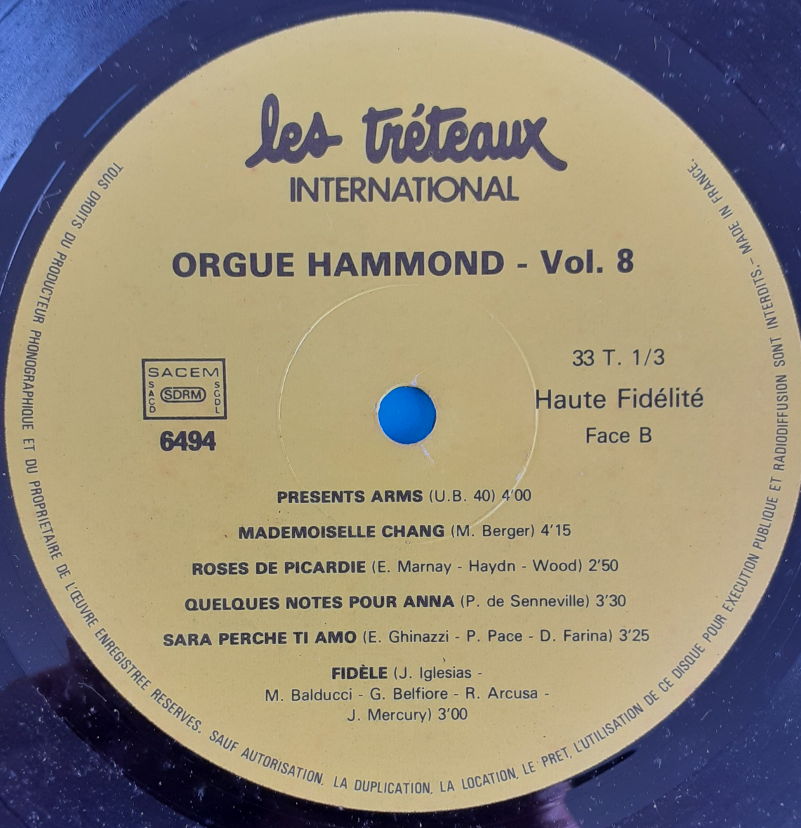 les tréteaux
INTERNATIONAL
ORGUE HAMMOND - Vol. 8
SACEM
SACD
SDRM
SGDL
6494
33 T. 1/3
Haute Fidélité
Face B
PRESENTS ARMS (U.B. 40) 4'00
MADEMOISELLE CHANG (M. Berger) 4'15
ROSES DE PICARDIE (E. Marnay - Haydn - Wood) 2'50
QUELQUES NOTES POUR ANNA (P. de Senneville) 3'30
SARA PERCHE TI AMO (E. Ghinazzi - P. Pace - D. Farina) 3'25
FIDÈLE (J. Iglesias -
M. Balducci - G. Belfiore - R. Arcusa -
J. Mercury) 3'00
TOUS DROITS DU PRODUCTEUR PHONOGRAPHIQUE ET DU PROPRIETAIRE DE L'ŒUVRE ENREGISTREE RESERVES. SAUF AUTORISATION, LA DUPLICATION, LA LOCATION, LE PRET, L'UTILISATION DE CE DISQUE POUR EXECUTION PUBLIQUE ET RADIODIFFUSION SONT INTERDITS. - MADE IN FRANCE.